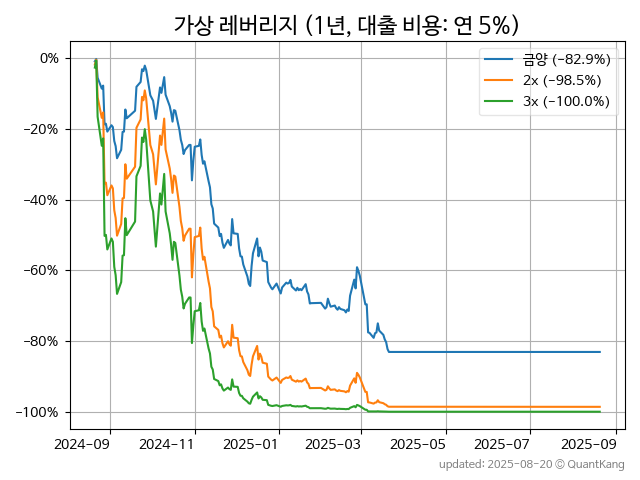 가상 레버리지 (1년, 대출 비용: 연 5%)
금양 (-82.9%)
2x (-98.5%)
3x (-100.0%)
0%
-20%
-40%
-60%
-80%
-100%
2024-09 2024-11 2025-01 2025-03 2025-05 2025-07 2025-09
updated: 2025-08-20 © QuantKang